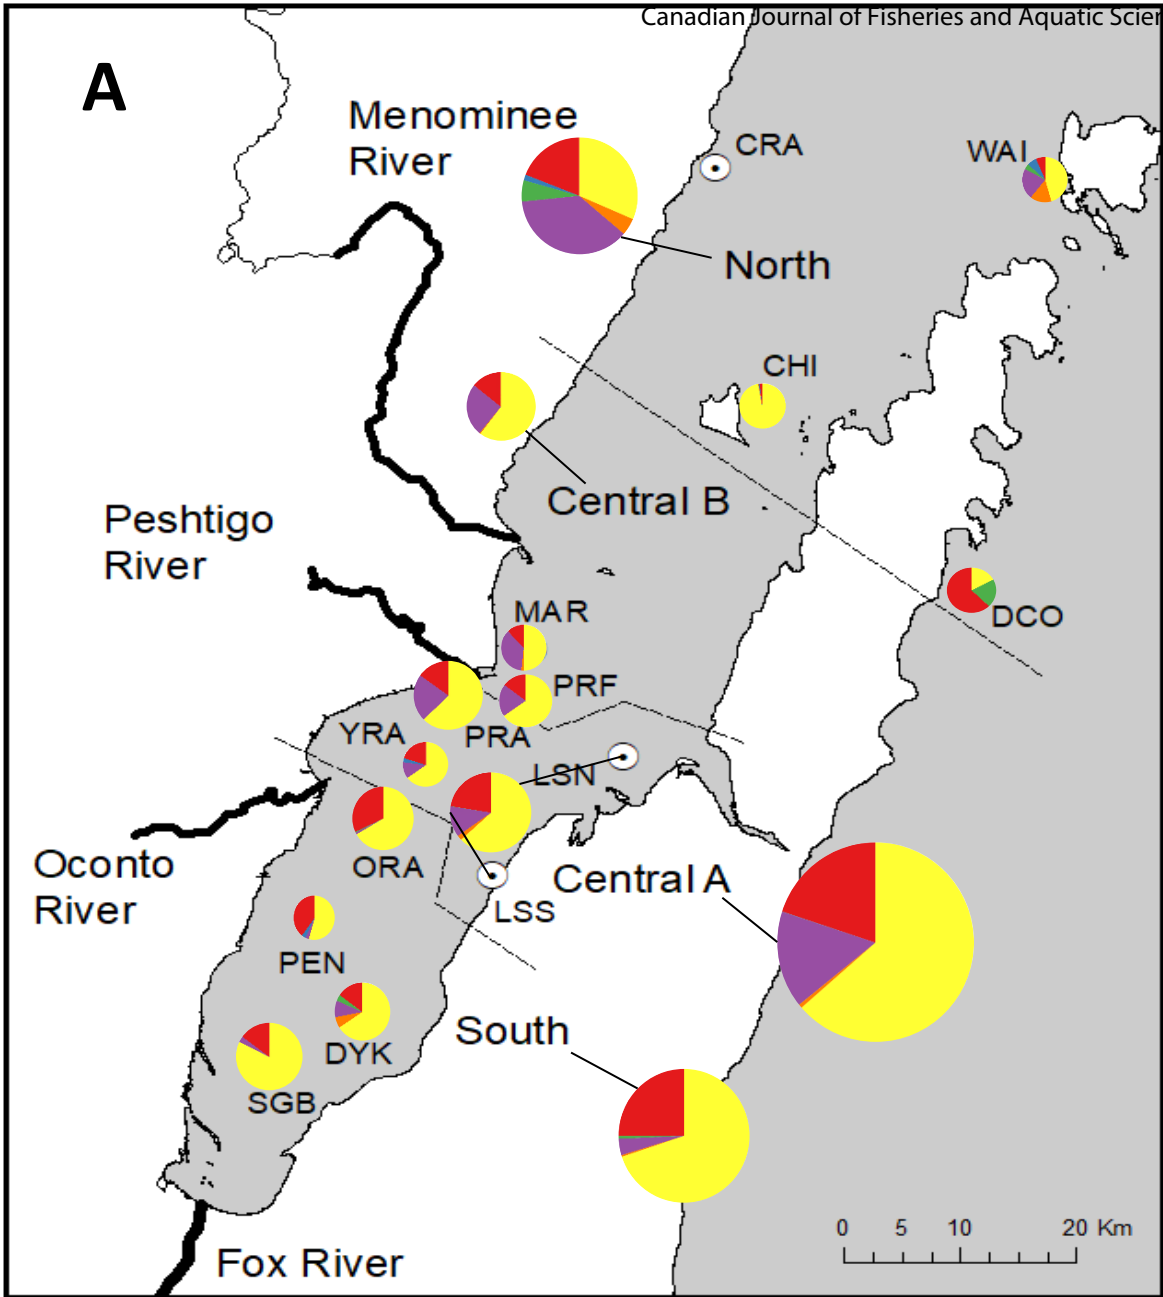 Canadian Journal of Fisheries and Aquatic Scien
A
Menominee
River
CRA
WAI
North
CHI
Central B
Peshtigo
River
MAR
DCO
PRF
YRA
PRA
LSN
Oconto
River
ORA
Central A
LSS
PEN
South
DYK
SGB
0 5 10 20 Km
Fox River